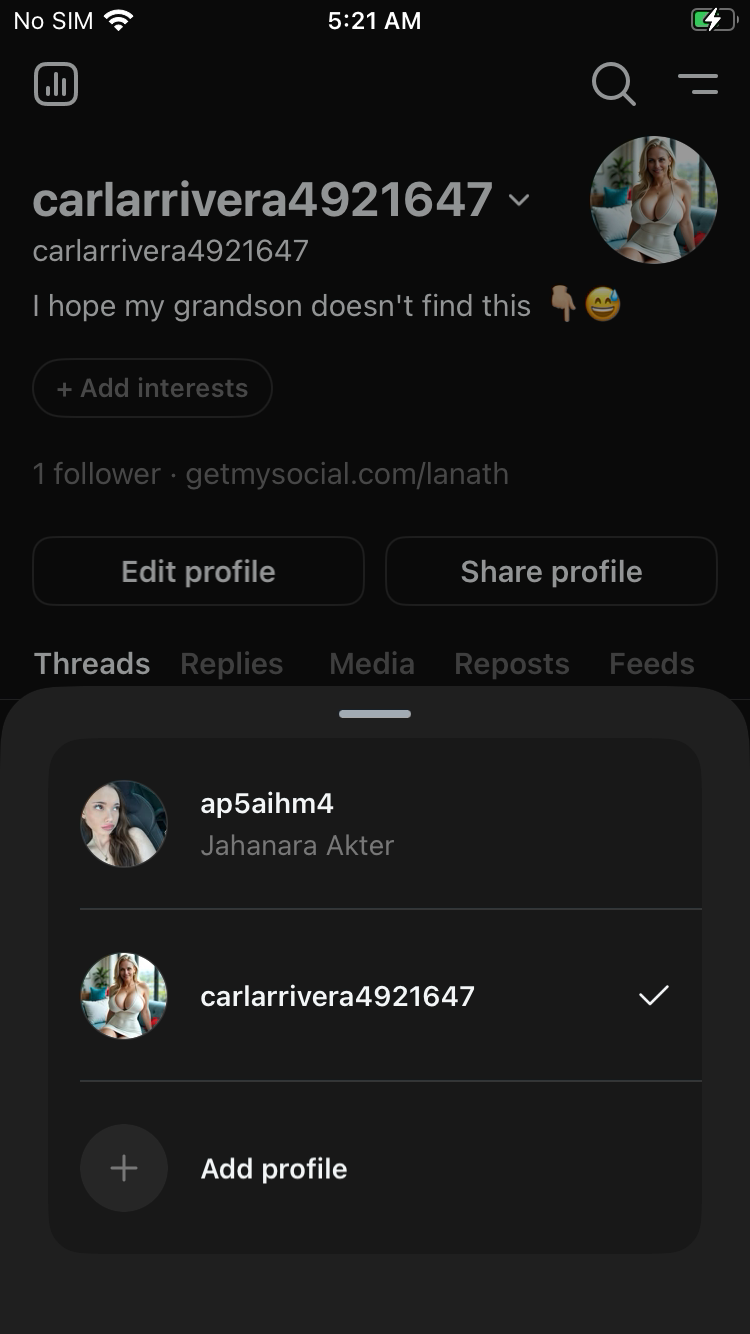 No SIM 5:21 AM
carlarrivera4921647
carlarrivera4921647
I hope my grandson doesn't find this 👇🏼😅
+ Add interests
1 follower · getmysocial.com/lanath
Edit profile Share profile
Threads Replies Media Reposts Feeds
ap5aihm4
Jahanara Akter
carlarrivera4921647
Add profile